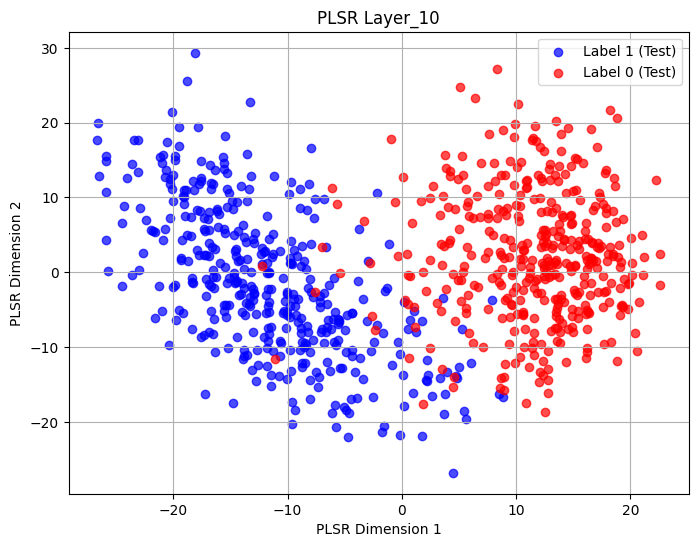 PLSR Layer_10
Label 1 (Test)
Label 0 (Test)
PLSR Dimension 2
30
20
10
0
−10
−20
−20
−10
0
10
20
PLSR Dimension 1